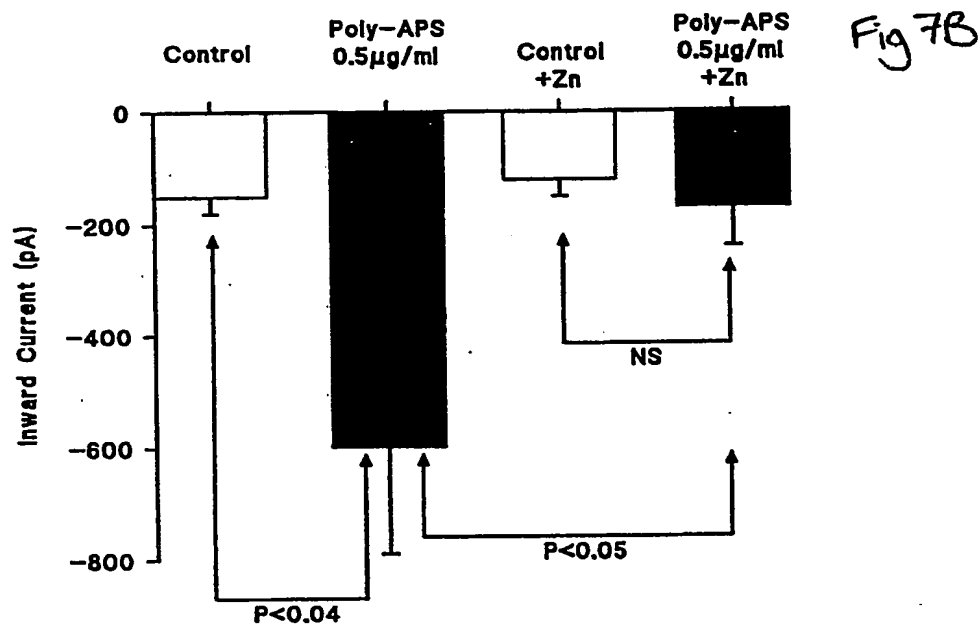 Fig 7B
Control
Poly-APS
0.5µg/ml
Control
+Zn
Poly-APS
0.5µg/ml
+Zn
Inward Current (pA)
0
-200
-400
-600
-800
NS
P<0.05
P<0.04